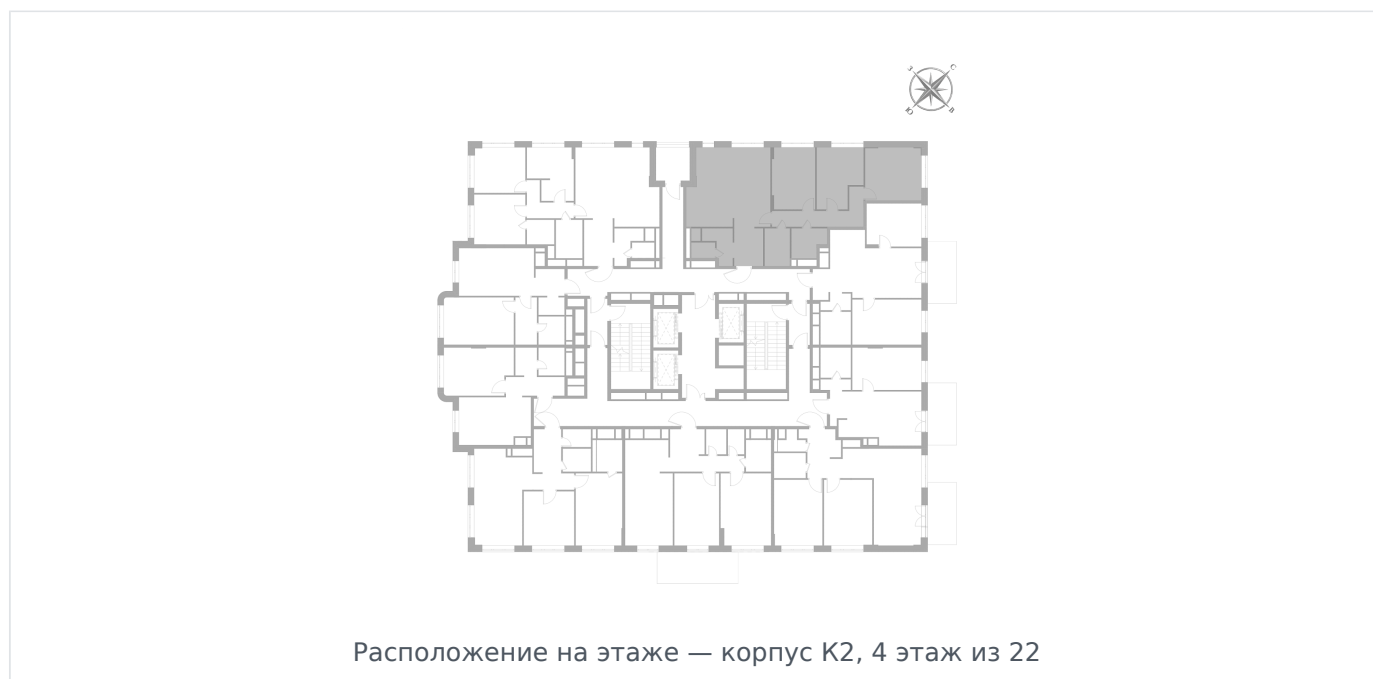 З С
Ю В
Расположение на этаже — корпус К2, 4 этаж из 22